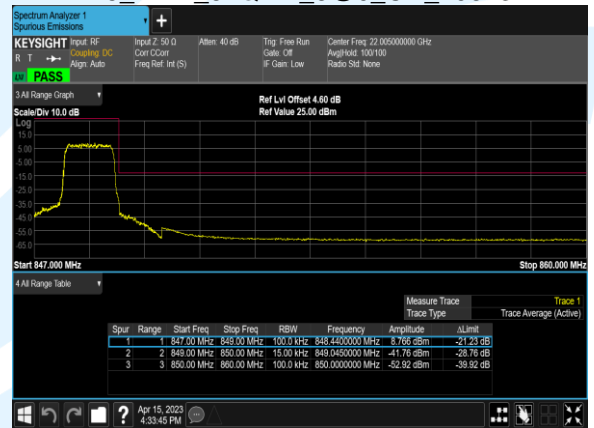 Spectrum Analyzer 1
Spurious Emissions
KEYSIGHT Input: RF Input Z: 50 Ω Atten: 40 dB Trig: Free Run Center Freq: 22.005000000 GHz
R T Coupling: DC Corr CCorr Gate: Off Avg|Hold: 100/100
Align: Auto Freq Ref: Int (S) IF Gain: Low Radio Std: None
LV PASS
3 All Range Graph
Ref Lvl Offset 4.60 dB
Scale/Div 10.0 dB Ref Value 25.00 dBm
Log
15.0
5.00
-5.00
-15.0
-25.0
-35.0
-45.0
-55.0
-65.0
Start 847.000 MHz Stop 860.000 MHz
4 All Range Table
Measure Trace Trace 1
Trace Type Trace Average (Active)
Spur Range Start Freq Stop Freq RBW Frequency Amplitude ΔLimit
1 1 847.00 MHz 849.00 MHz 100.0 kHz 848.4400000 MHz 8.766 dBm -21.23 dB
2 2 849.00 MHz 850.00 MHz 15.00 kHz 849.0450000 MHz -41.76 dBm -28.76 dB
3 3 850.00 MHz 860.00 MHz 100.0 kHz 850.0000000 MHz -52.92 dBm -39.92 dB
Apr 15, 2023
4:33:45 PM